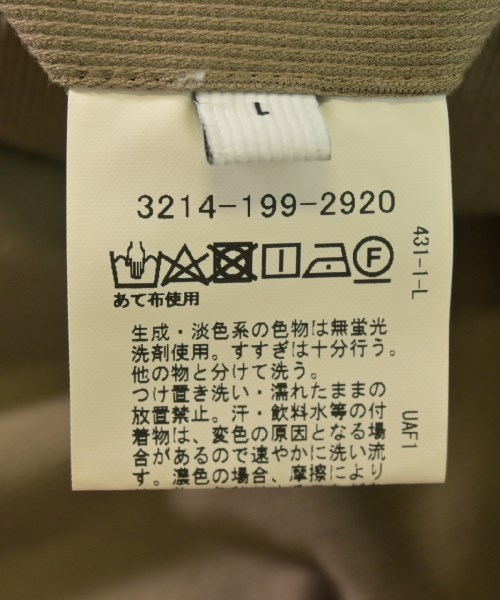 L
3214-199-2920
F
あて布使用
生成・淡色系の色物は無蛍光
洗剤使用。すすぎは十分行う。
他の物と分けて洗う。
つけ置き洗い・濡れたままの
放置禁止。汗・飲料水等の付
着物は、変色の原因となる場
合があるので速やかに洗い流
す。濃色の場合、摩擦により
431-1-L
UAF1